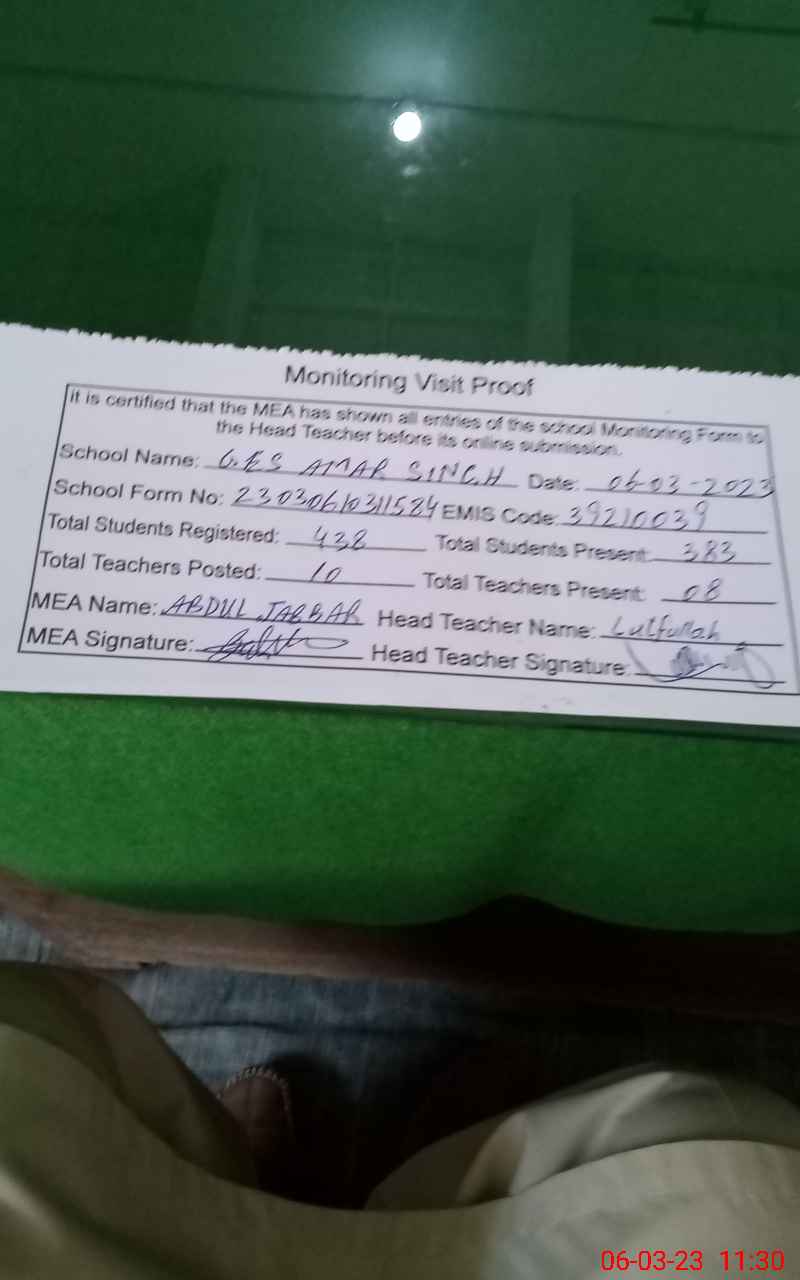 Monitoring Visit Proof
it is certified that the MEA has shown all entries of the school Monitoring Form to
the Head Teacher before its online submission.
School Name: G.E.S AMAR SINGH Date: 06-03-2023
School Form No: 23030610311584 EMIS Code: 39210039
Total Students Registered: 438 Total Students Present: 383
Total Teachers Posted: 10 Total Teachers Present: 08
MEA Name: ABDUL JABBAR Head Teacher Name: Lutfullah
MEA Signature: Head Teacher Signature:
06-03-23 11:30